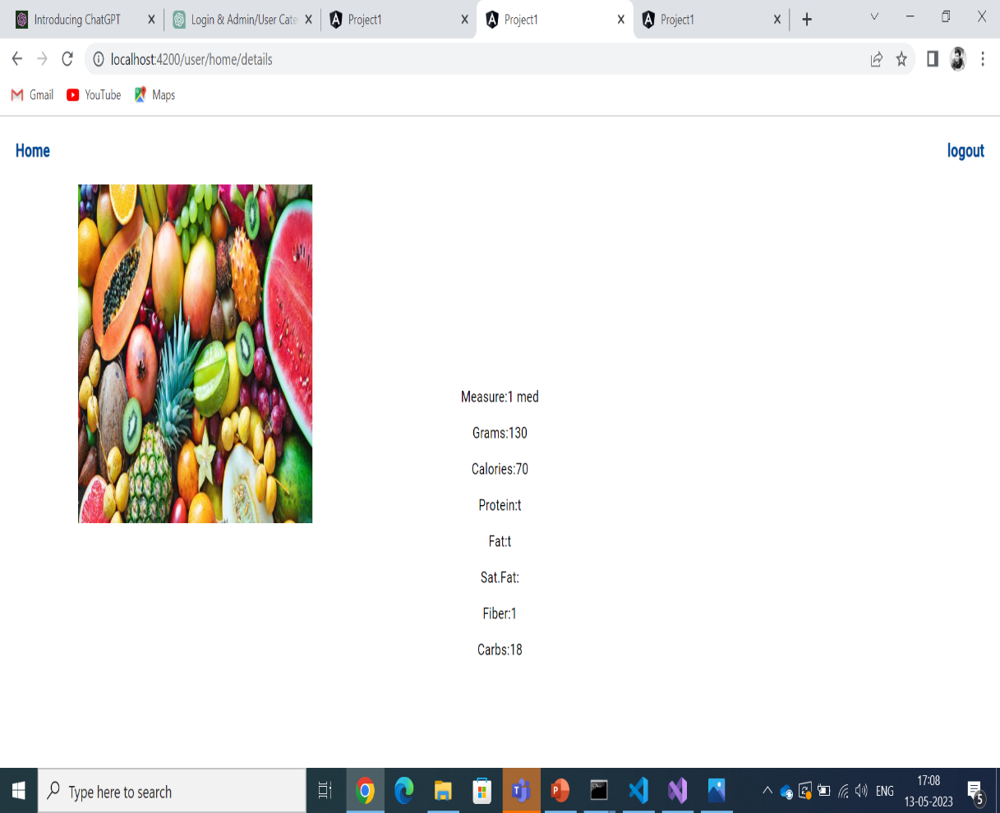 Introducing ChatGPT
Login & Admin/User Cate
Project1
Project1
Project1
localhost:4200/user/home/details
Gmail
YouTube
Maps
Home
logout
Measure:1 med
Grams:130
Calories:70
Protein:t
Fat:t
Sat.Fat:
Fiber:1
Carbs:18
Type here to search
ENG
17:08
13-05-2023
5